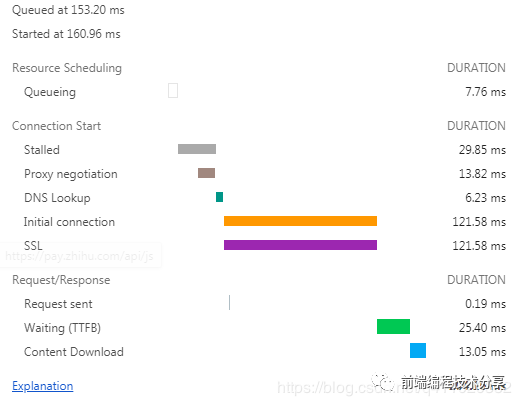 Queued at 153.20 ms
Started at 160.96 ms
Resource Scheduling DURATION
Queueing 7.76 ms
Connection Start DURATION
Stalled 29.85 ms
Proxy negotiation 13.82 ms
DNS Lookup 6.23 ms
Initial connection 121.58 ms
SSL 121.58 ms
https://pay.zhihu.com/api/js
Request/Response DURATION
Request sent 0.19 ms
Waiting (TTFB) 25.40 ms
Content Download 13.05 ms
Explanation
前端编程技术分享
https://blog.cs